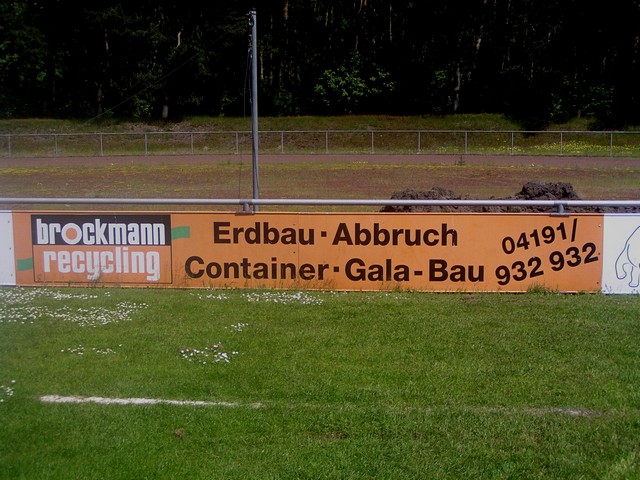 brockmann
recycling
Erdbau · Abbruch
Container · Gala-Bau
04191/
932 932